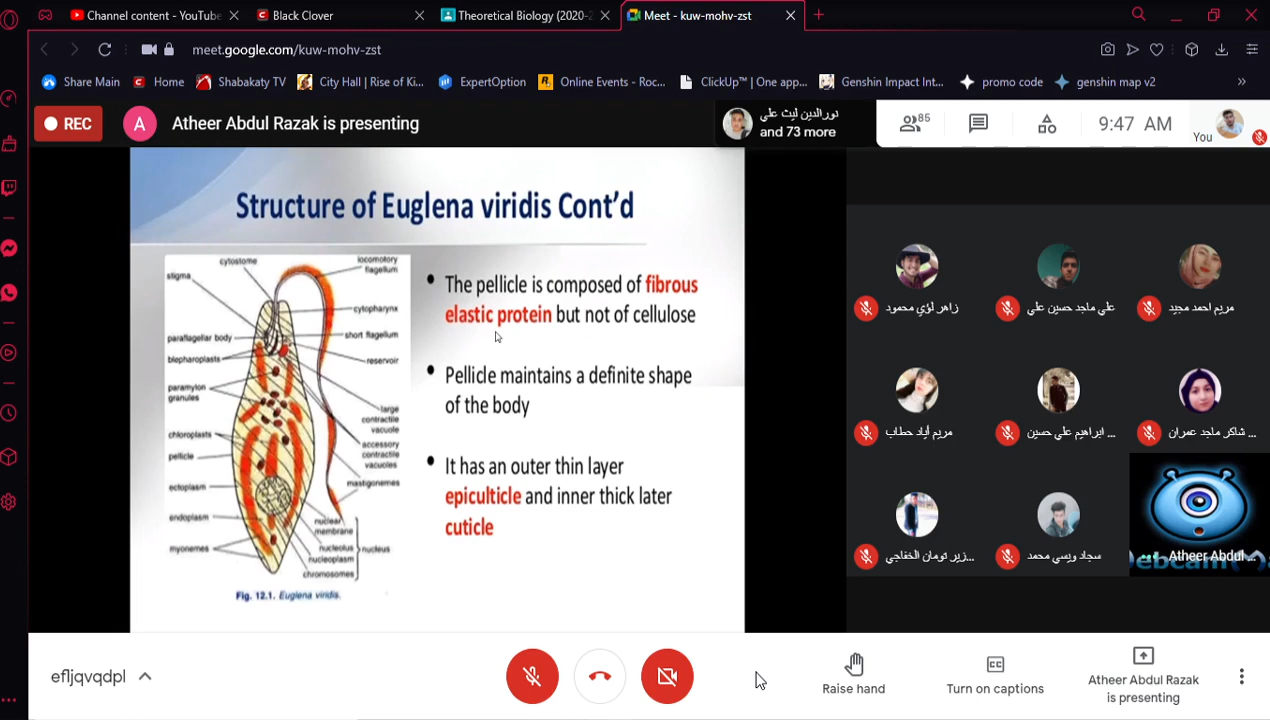 Channel content - YouTube
Black Clover
Theoretical Biology (2020-2
Meet - kuw-mohv-zst
meet.google.com/kuw-mohv-zst
Share Main
Home
Shabakaty TV
City Hall | Rise of Ki...
ExpertOption
Online Events - Roc...
ClickUp™ | One app...
Genshin Impact Int...
promo code
genshin map v2
»
REC
A
Atheer Abdul Razak is presenting
نورالدين ليث علي
and 73 more
85
9:47 AM
You
Structure of Euglena viridis Cont’d
• The pellicle is composed of fibrous
elastic protein but not of cellulose
• Pellicle maintains a definite shape
of the body
• It has an outer thin layer
epiculticle and inner thick later
cuticle
cytostome
stigma
locomotory
flagellum
cytopharynx
paraflagellar body
short flagellum
blepharoplasts
reservoir
paramylon
granules
large
contractile
vacuole
chloroplasts
accessory
contractile
vacuoles
pellicle
mastigonemes
ectoplasm
endoplasm
nuclear
membrane
myonemes
nucleolus
nucleus
nucleoplasm
chromosomes
Fig. 12.1. Euglena viridis.
زاهر لؤي محمود
علي ماجد حسين علي
مريم احمد مجيد
مريم أياد حطاب
ابراهيم علي حسين ...
شاكر ماجد عمران ...
زير تومان الخفاجي...
سجاد ويسي محمد
Atheer Abdul ...
efljqvqdpl
Raise hand
Turn on captions
Atheer Abdul Razak
is presenting